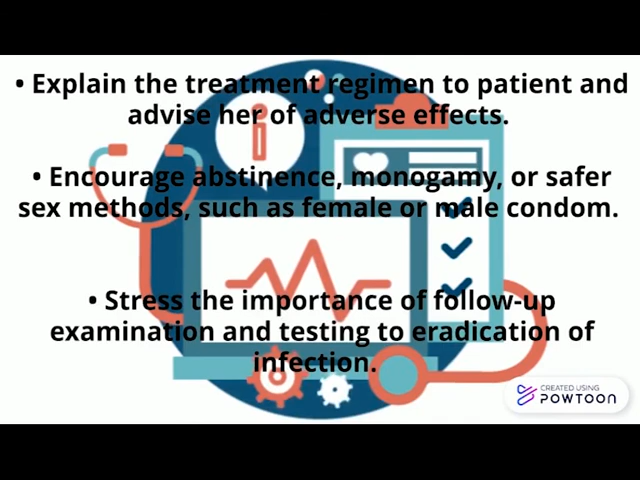 • Explain the treatment regimen to patient and
advise her of adverse effects.
• Encourage abstinence, monogamy, or safer
sex methods, such as female or male condom.
• Stress the importance of follow-up
examination and testing to eradication of
infection.
CREATED USING
POWTOON